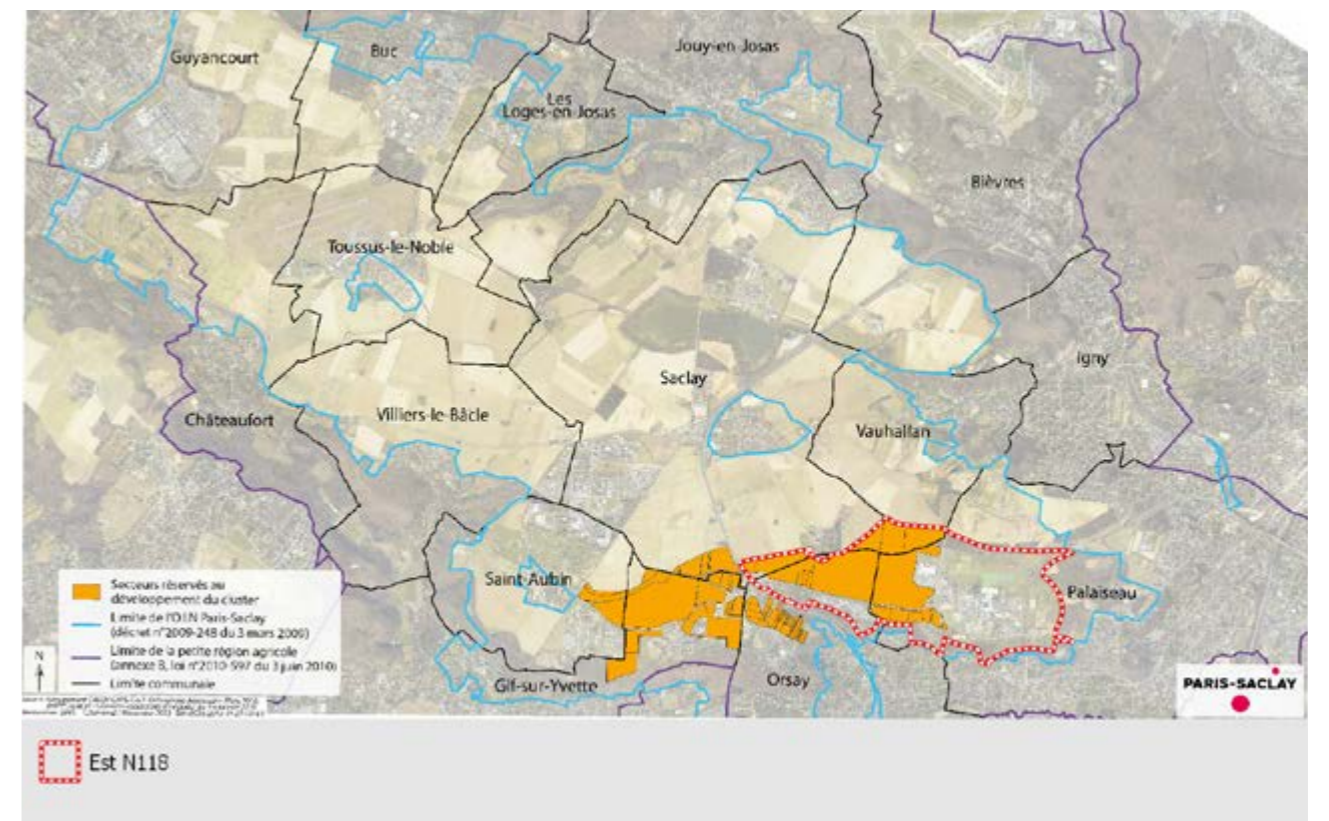 Guyancourt
Buc
Jouy-en-Josas
Les
Loges-en-Josas
Bièvres
Toussus-le-Noble
Igny
Saclay
Châteaufort
Villiers-le-Bâcle
Vauhallan
Saint-Aubin
Palaiseau
Gif-sur-Yvette
Orsay
Secteurs réservés au
développement du cluster
Limite de l'OIN Paris-Saclay
(décret n°2009-248 du 3 mars 2009)
Limite de la petite région agricole
(annexe B, loi n°2010-597 du 3 juin 2010)
Limite communale
N
PARIS-SACLAY
Est N118